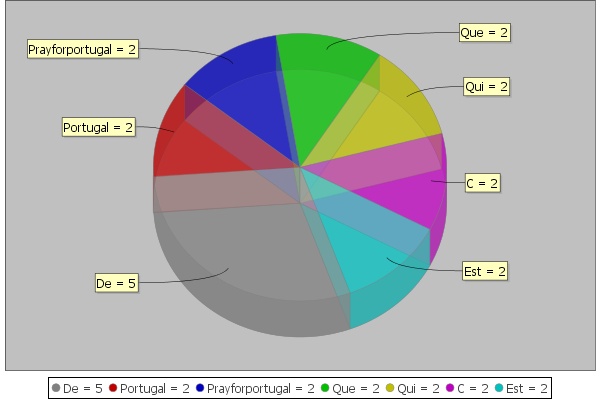 Que = 2
Prayforportugal = 2
Qui = 2
Portugal = 2
C = 2
Est = 2
De = 5
De = 5 Portugal = 2 Prayforportugal = 2 Que = 2 Qui = 2 C = 2 Est = 2